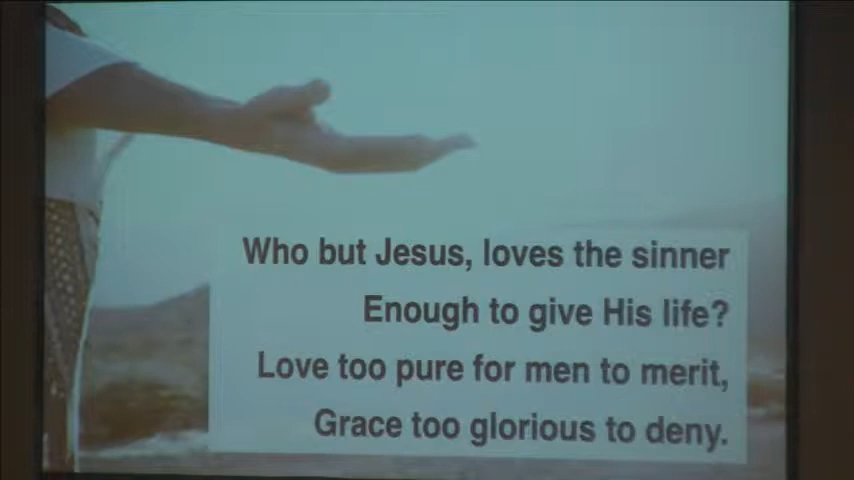 Who but Jesus, loves the sinner
Enough to give His life?
Love too pure for men to merit,
Grace too glorious to deny.